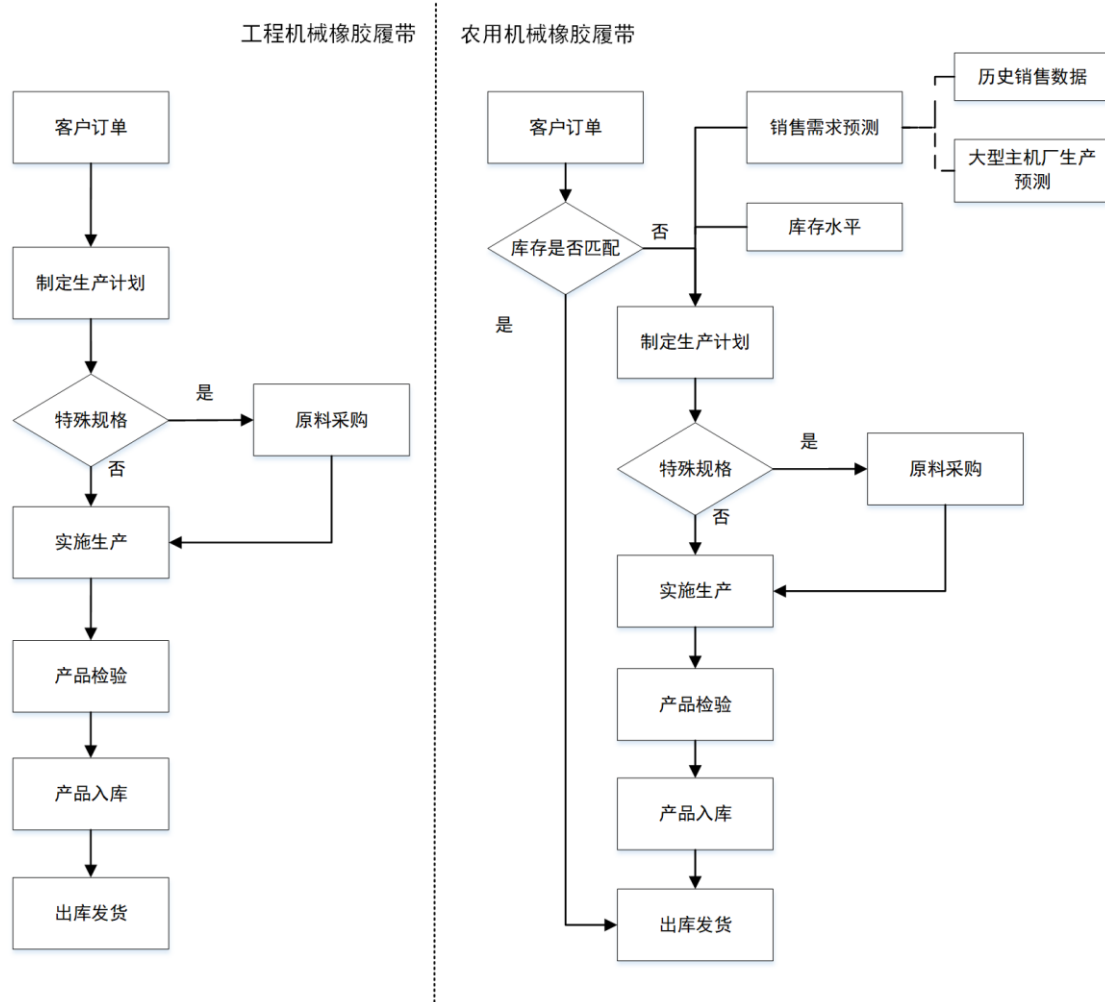 工程机械橡胶履带
客户订单
制定生产计划
特殊规格
是
原料采购
否
实施生产
产品检验
产品入库
出库发货
农用机械橡胶履带
客户订单
销售需求预测
历史销售数据
大型主机厂生产
预测
库存是否匹配
否
库存水平
是
制定生产计划
特殊规格
是
原料采购
否
实施生产
产品检验
产品入库
出库发货